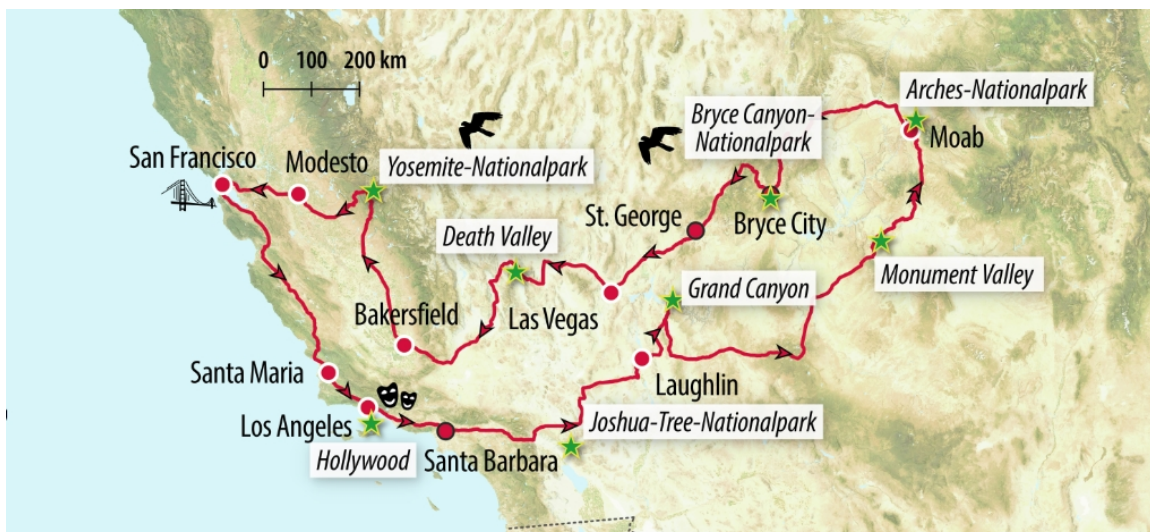 0 100 200 km
Arches-Nationalpark
Moab
Bryce Canyon-
Nationalpark
San Francisco
Modesto
Yosemite-Nationalpark
St. George
Bryce City
Death Valley
Monument Valley
Grand Canyon
Las Vegas
Bakersfield
Laughlin
Santa Maria
Los Angeles
Joshua-Tree-Nationalpark
Hollywood
Santa Barbara